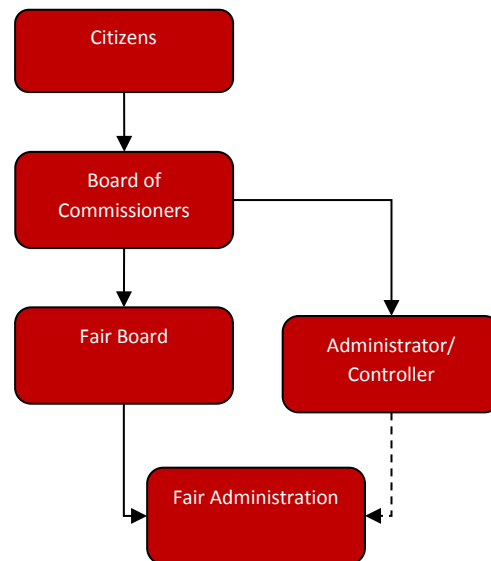 Citizens
Board of
Commissioners
Fair Board
Administrator/
Controller
Fair Administration